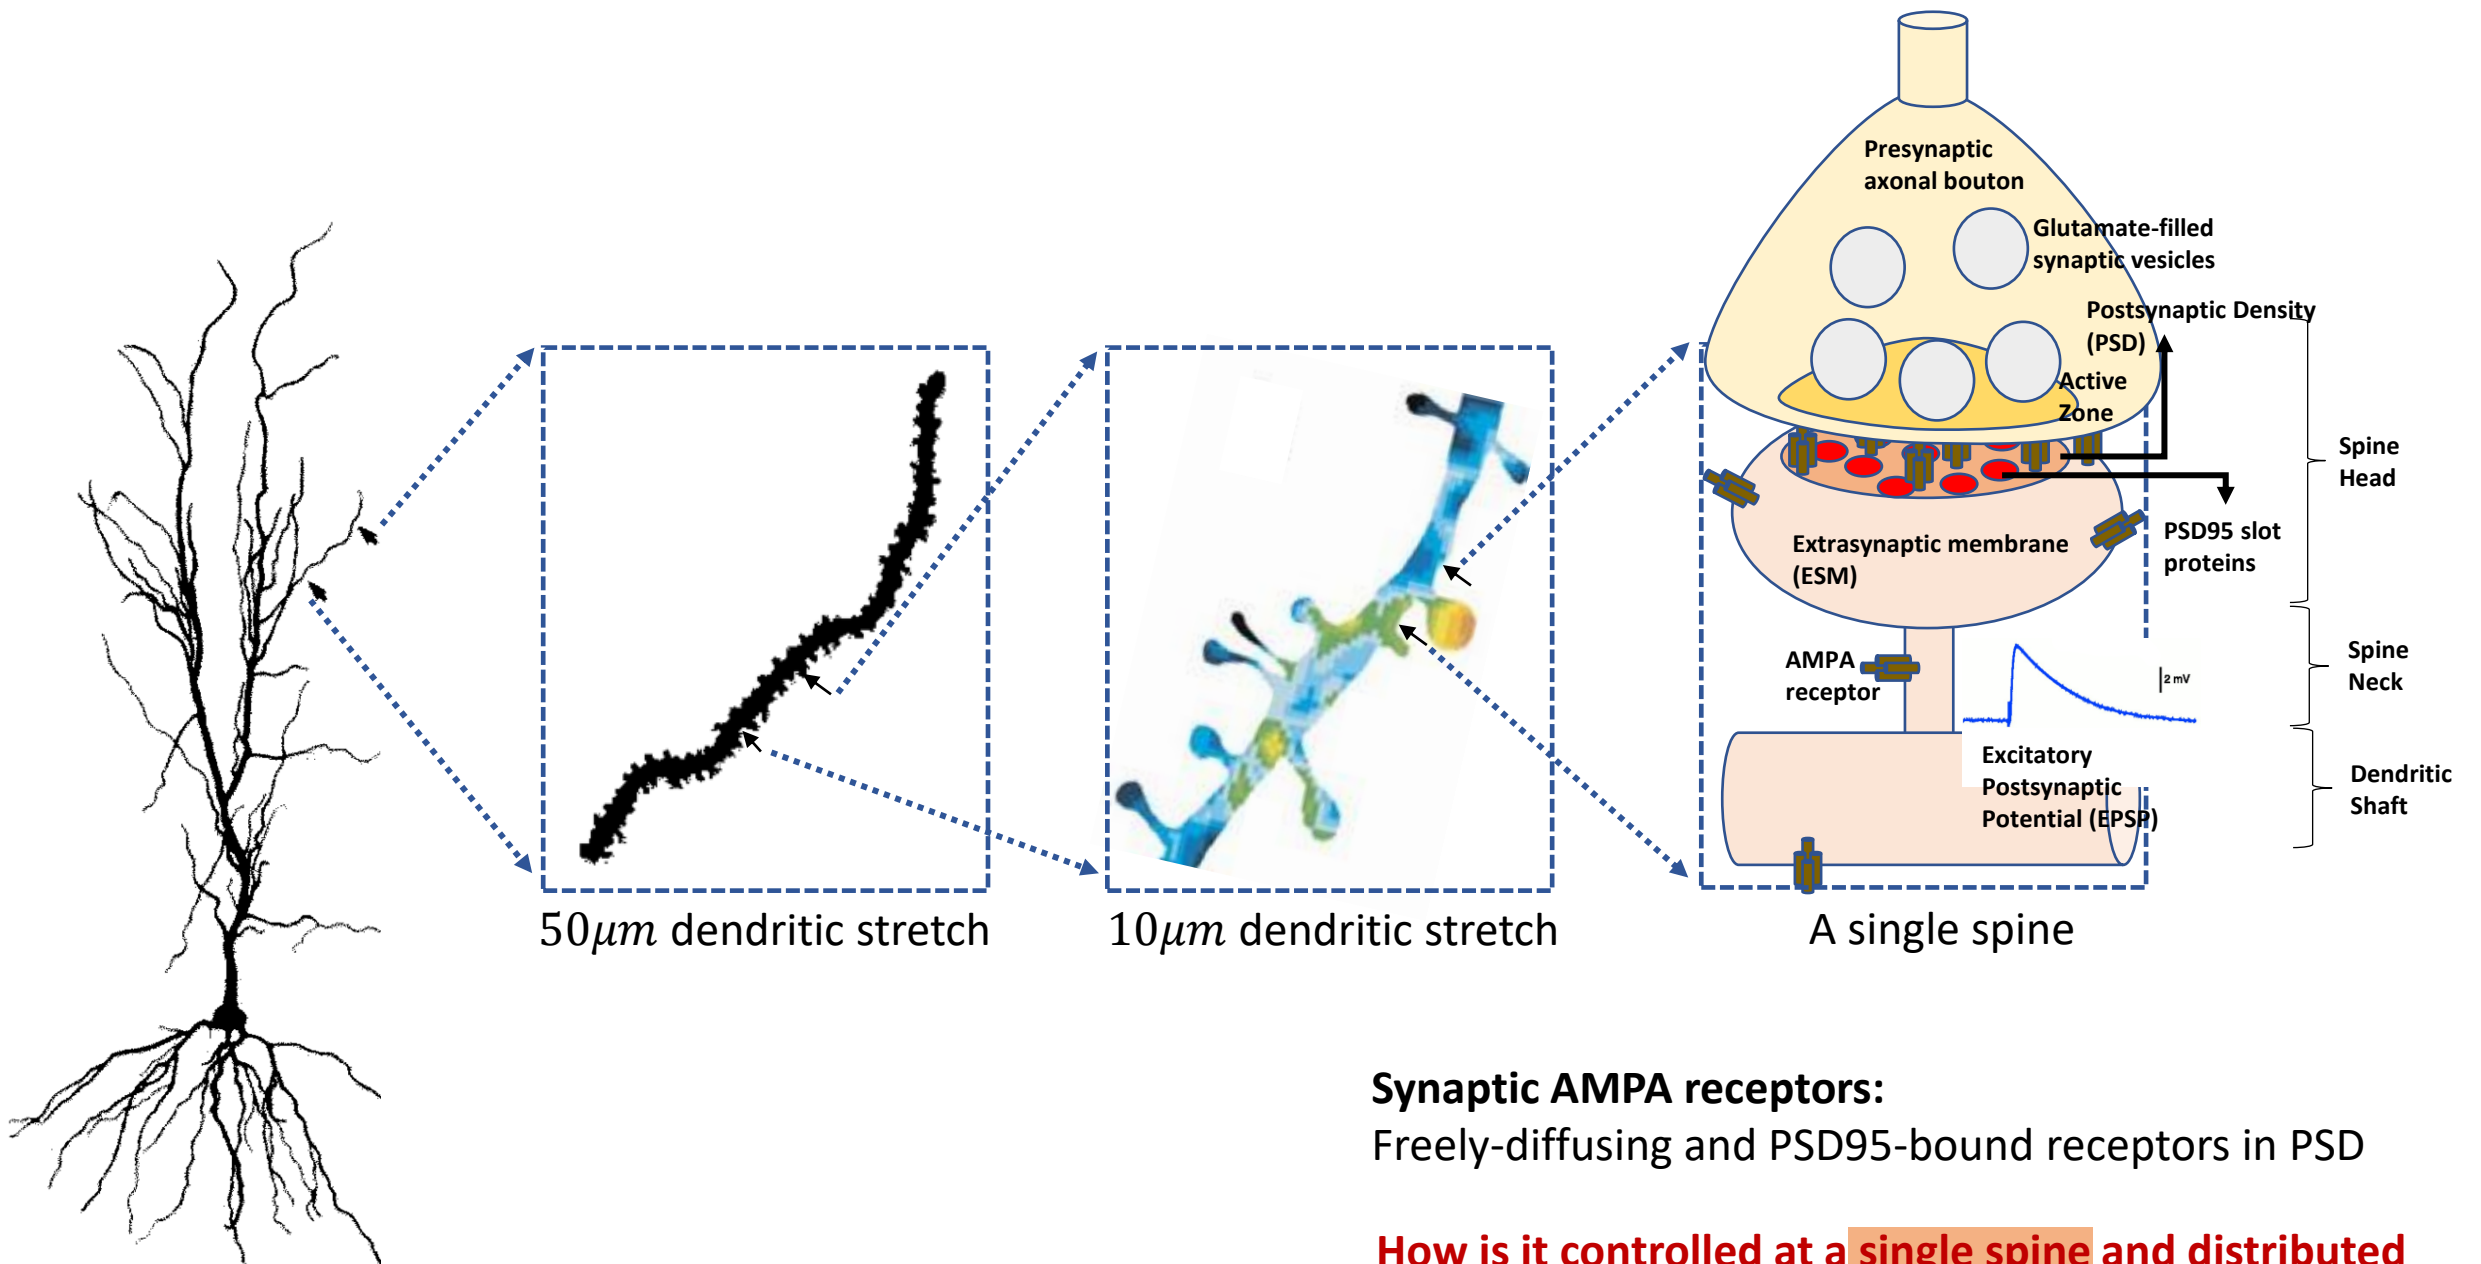 Presynaptic
axonal bouton
Glutamate-filled
synaptic vesicles
Postsynaptic Density
(PSD)
Active
Zone
Spine
Head
PSD95 slot
proteins
Extrasynaptic membrane
(ESM)
AMPA
receptor
2 mV
Spine
Neck
Excitatory
Postsynaptic
Potential (EPSP)
Dendritic
Shaft
50μm dendritic stretch
10μm dendritic stretch
A single spine
Synaptic AMPA receptors:
Freely-diffusing and PSD95-bound receptors in PSD
How is it controlled at a single spine and distributed